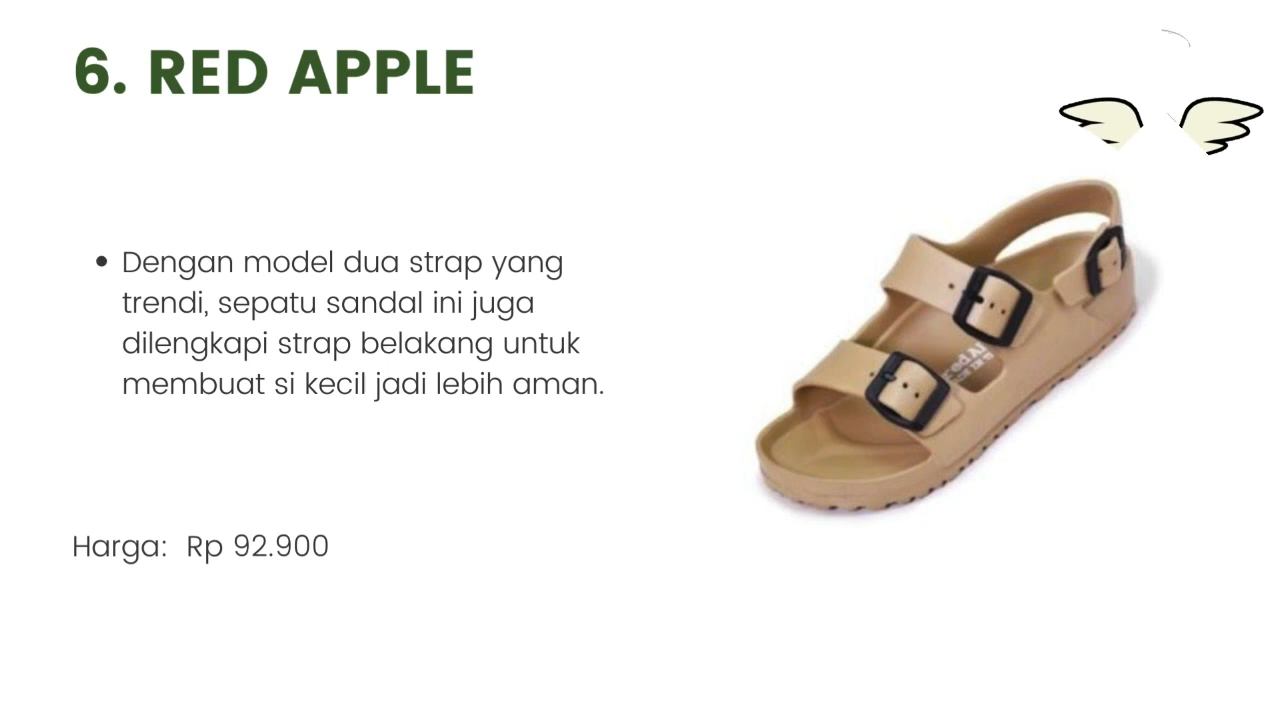 6. RED APPLE
• Dengan model dua strap yang
trendi, sepatu sandal ini juga
dilengkapi strap belakang untuk
membuat si kecil jadi lebih aman.
Harga: Rp 92.900